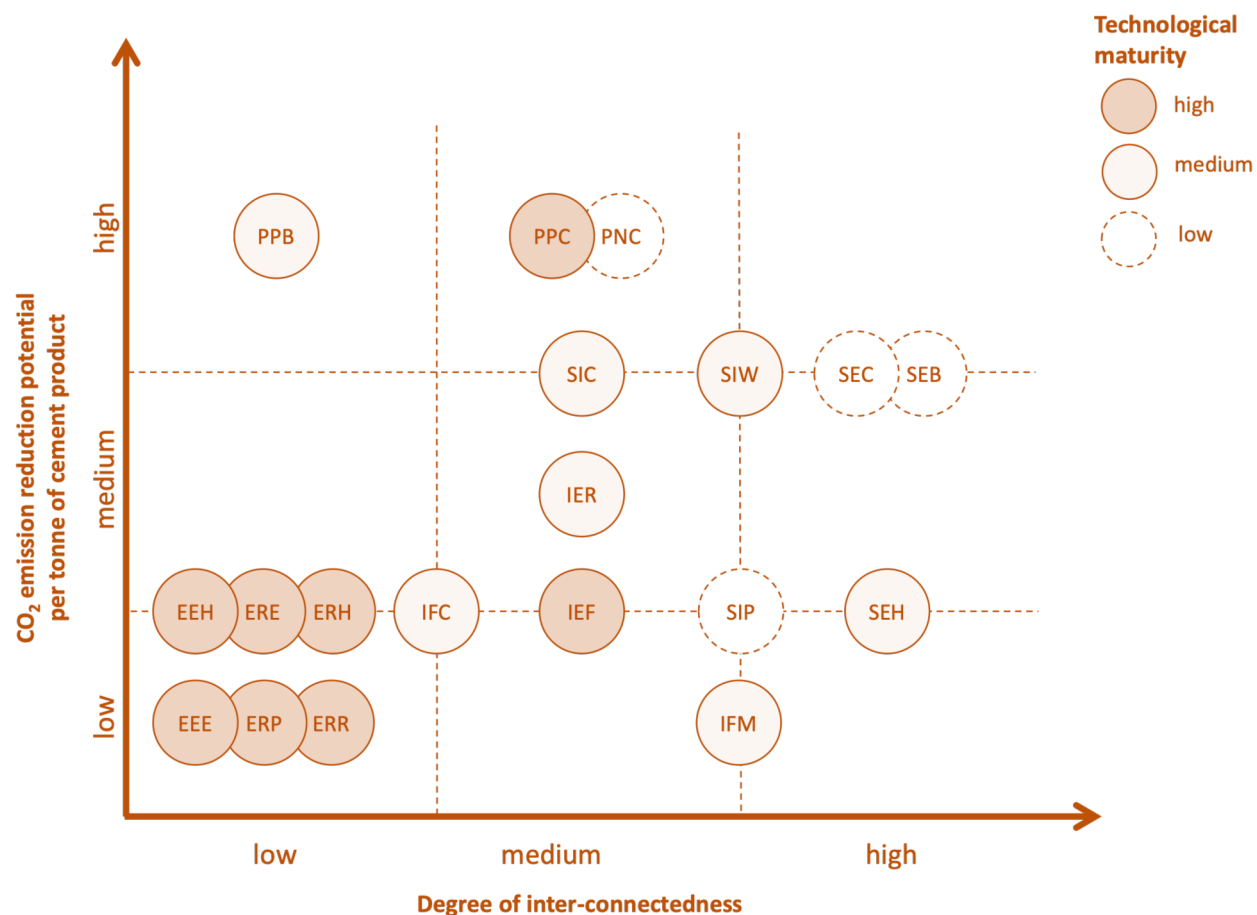 Technological
maturity
high
medium
low
CO2 emission reduction potential
per tonne of cement product
high
medium
low
PPB
PPC
PNC
SIC
SIW
SEC
SEB
IER
EEH
ERE
ERH
IFC
IEF
SIP
SEH
EEE
ERP
ERR
IFM
low
medium
high
Degree of inter-connectedness